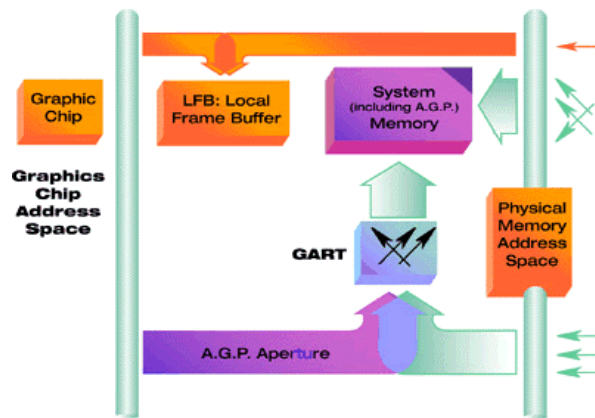 Graphic
Chip
LFB: Local
Frame Buffer
System
(including A.G.P.)
Memory
Graphics
Chip
Address
Space
GART
Physical
Memory
Address
Space
A.G.P. Aperture